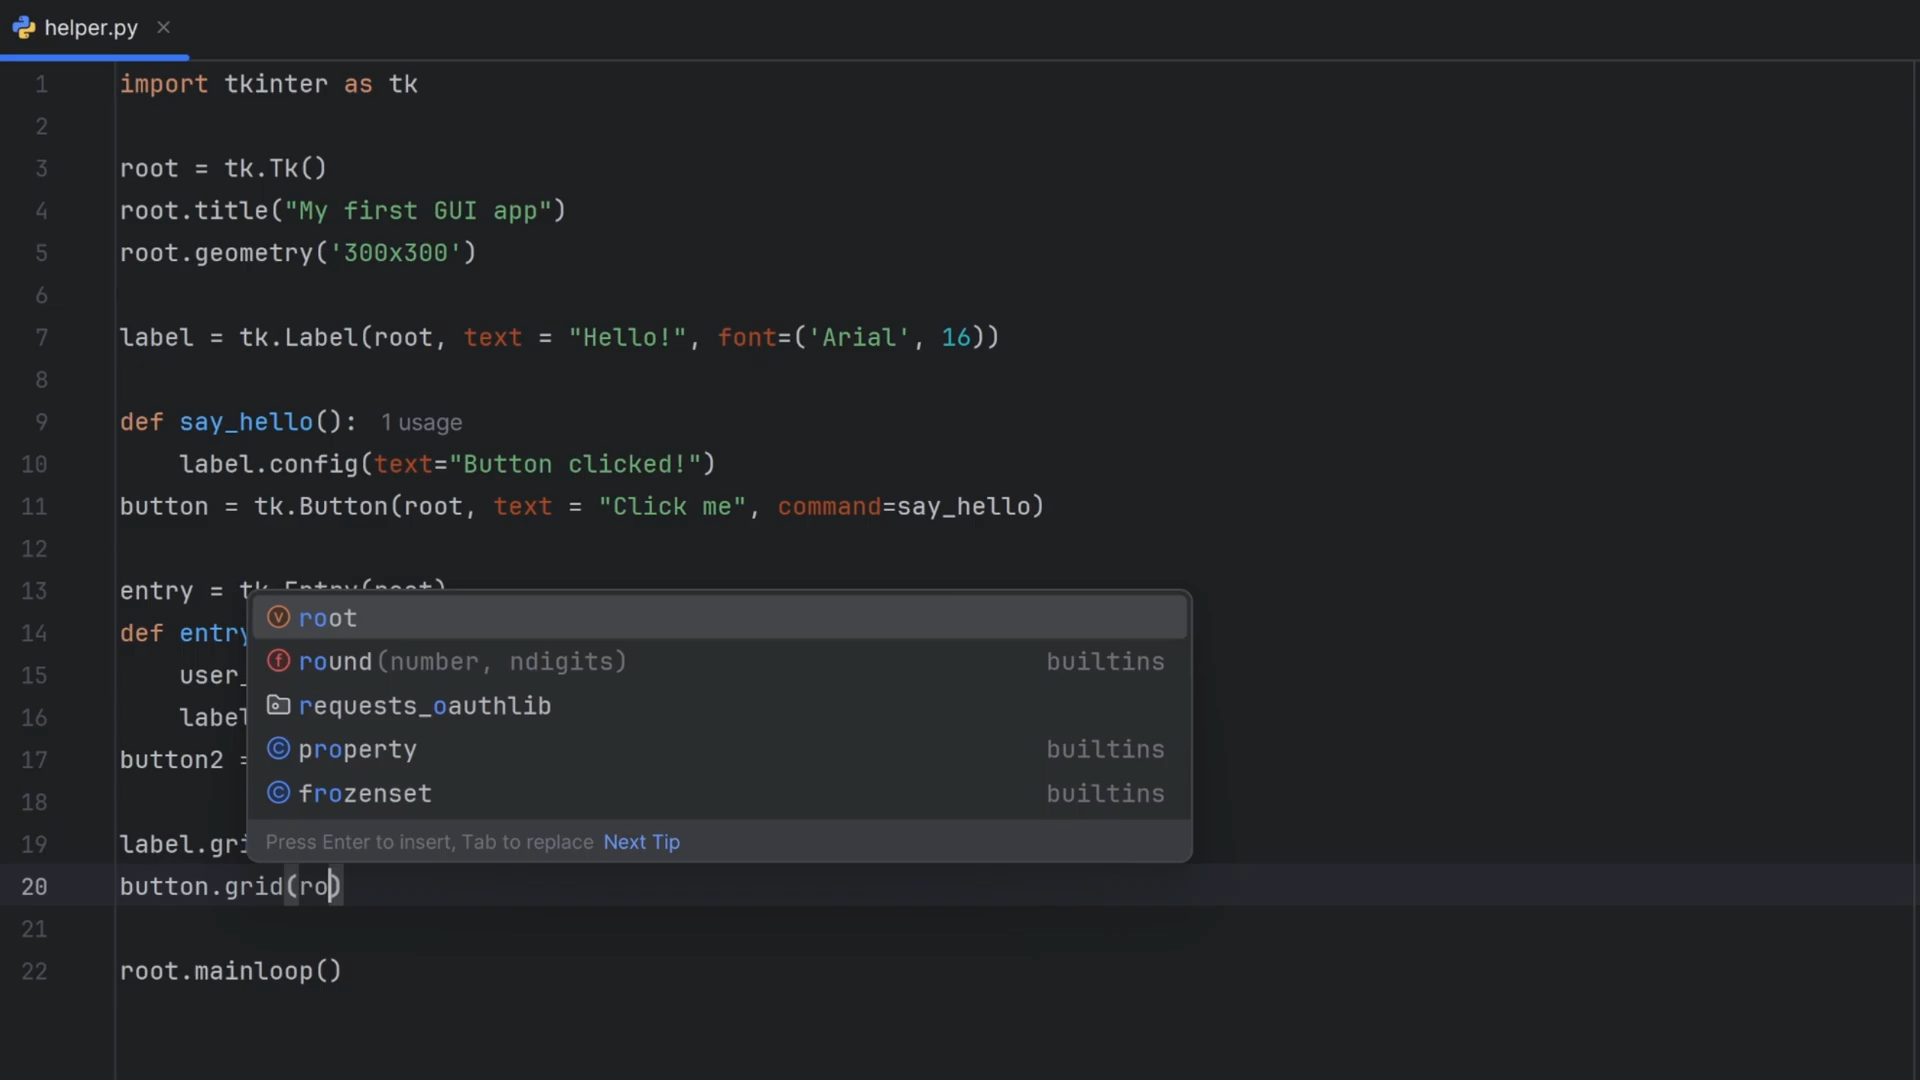 helper.py
1 import tkinter as tk
2
3 root = tk.Tk()
4 root.title("My first GUI app")
5 root.geometry('300x300')
6
7 label = tk.Label(root, text = "Hello!", font=('Arial', 16))
8
9 def say_hello(): 1 usage
10     label.config(text="Button clicked!")
11 button = tk.Button(root, text = "Click me", command=say_hello)
12
13 entry = tk.Entry(root)
14 def entry
15     user_
16     label
17 button2 =
18
19 label.gri
20 button.grid(ro)
21
22 root.mainloop()
root
round(number, ndigits) builtins
requests_oauthlib
property builtins
frozenset builtins
Press Enter to insert, Tab to replace Next Tip